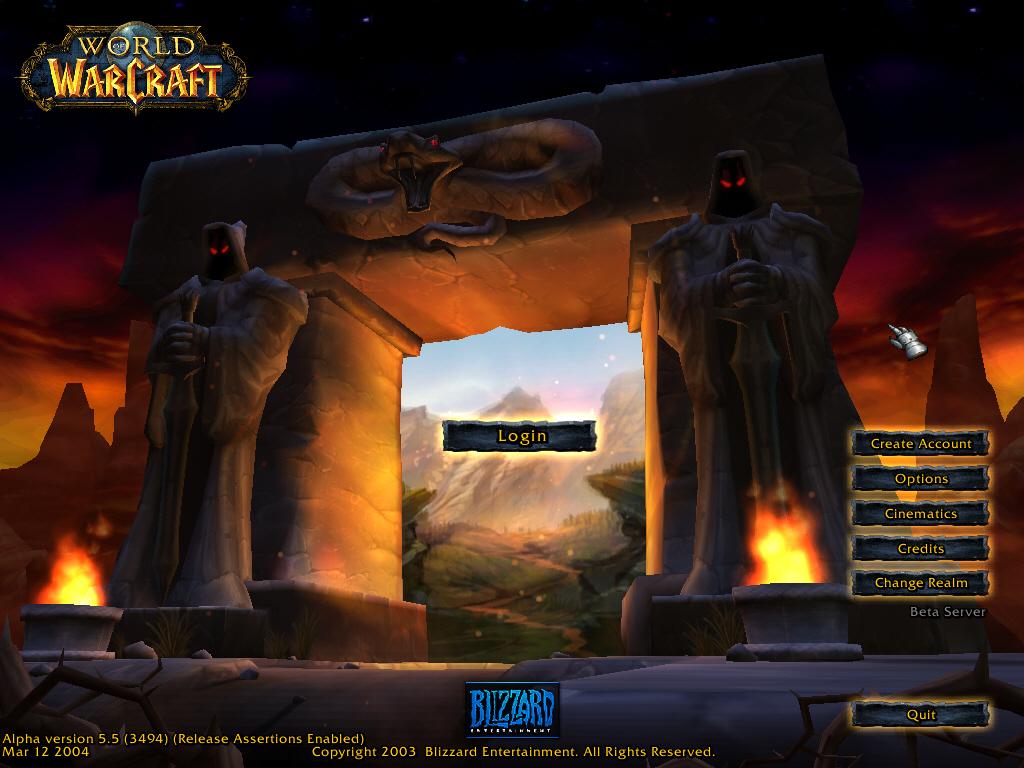 WORLD
OF
WARCRAFT
Login
Create Account
Options
Cinematics
Credits
Change Realm
Beta Server
BLIZZARD
ENTERTAINMENT
Quit
Alpha version 5.5 (3494) (Release Assertions Enabled)
Mar 12 2004
Copyright 2003  Blizzard Entertainment. All Rights Reserved.